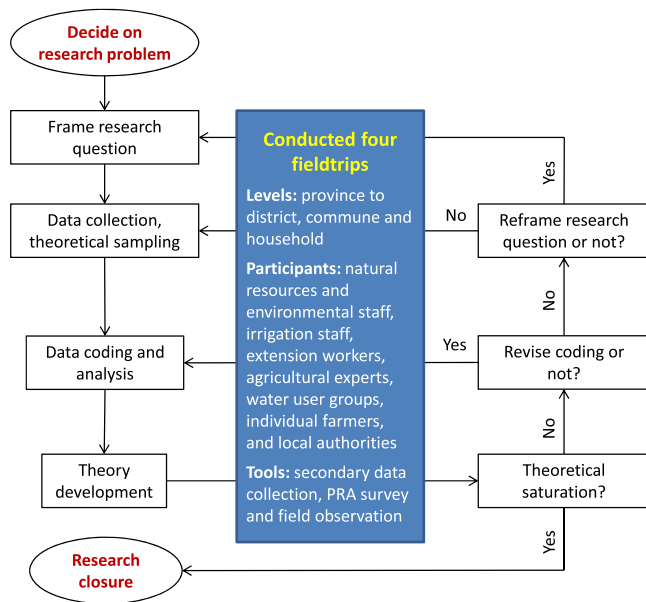 Decide on
research problem
Frame research
question
Data collection,
theoretical sampling
Data coding and
analysis
Theory
development
Research
closure
Conducted four
fieldtrips
Levels: province to
district, commune and
household
Participants: natural
resources and
environmental staff,
irrigation staff,
extension workers,
agricultural experts,
water user groups,
individual farmers,
and local authorities
Tools: secondary data
collection, PRA survey
and field observation
Yes
No
Reframe research
question or not?
No
Yes
Revise coding or
not?
No
Theoretical
saturation?
Yes